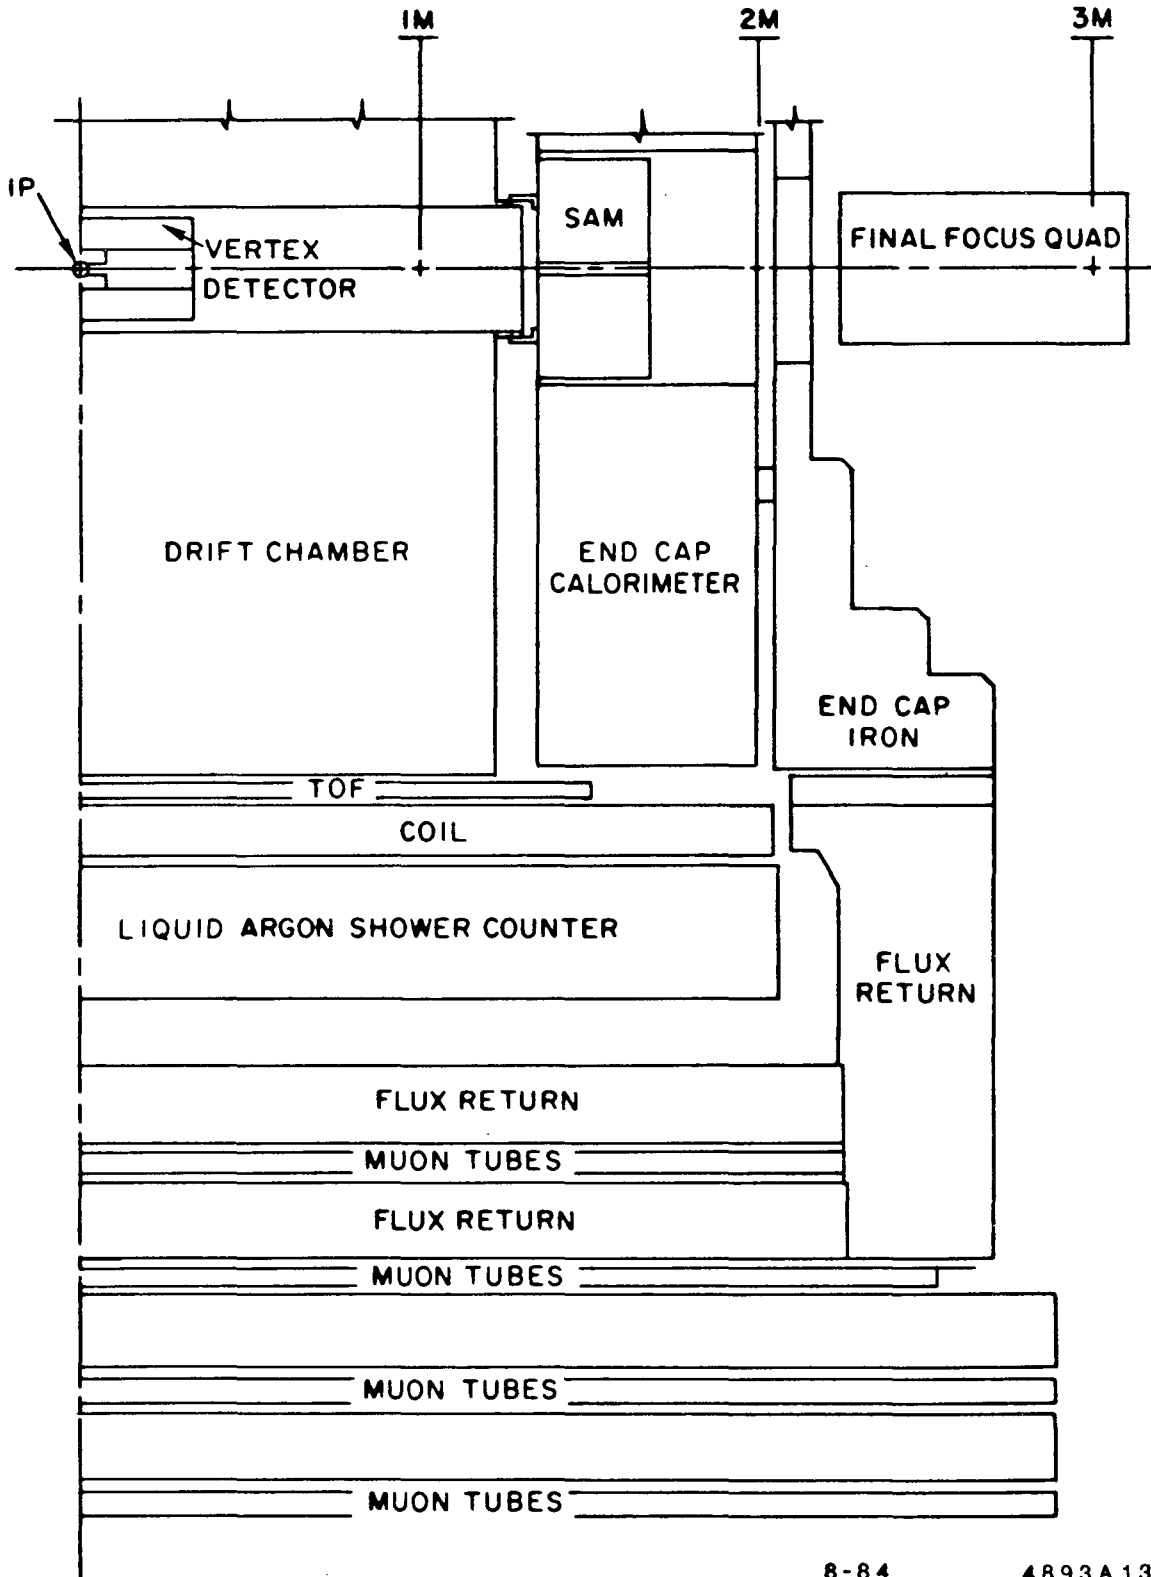 1M 2M 3M
IP
SAM
VERTEX
DETECTOR
FINAL FOCUS QUAD
DRIFT CHAMBER
END CAP
CALORIMETER
END CAP
IRON
TOF
COIL
LIQUID ARGON SHOWER COUNTER
FLUX
RETURN
FLUX RETURN
MUON TUBES
FLUX RETURN
MUON TUBES
MUON TUBES
MUON TUBES
8-84 4893A13